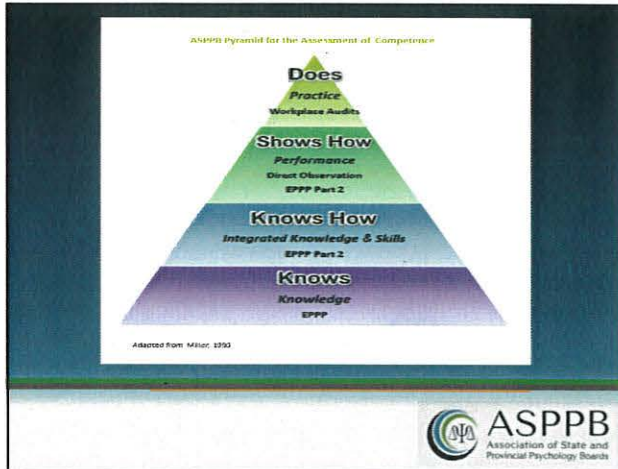 ASPPB Pyramid for the Assessment of Competence
Does
Practice
Workplace Audits
Shows How
Performance
Direct Observation
EPPP Part 2
Knows How
Integrated Knowledge & Skills
EPPP Part 2
Knows
Knowledge
EPPP
Adapted from Miller, 1990
ASPPB
Association of State and
Provincial Psychology Boards